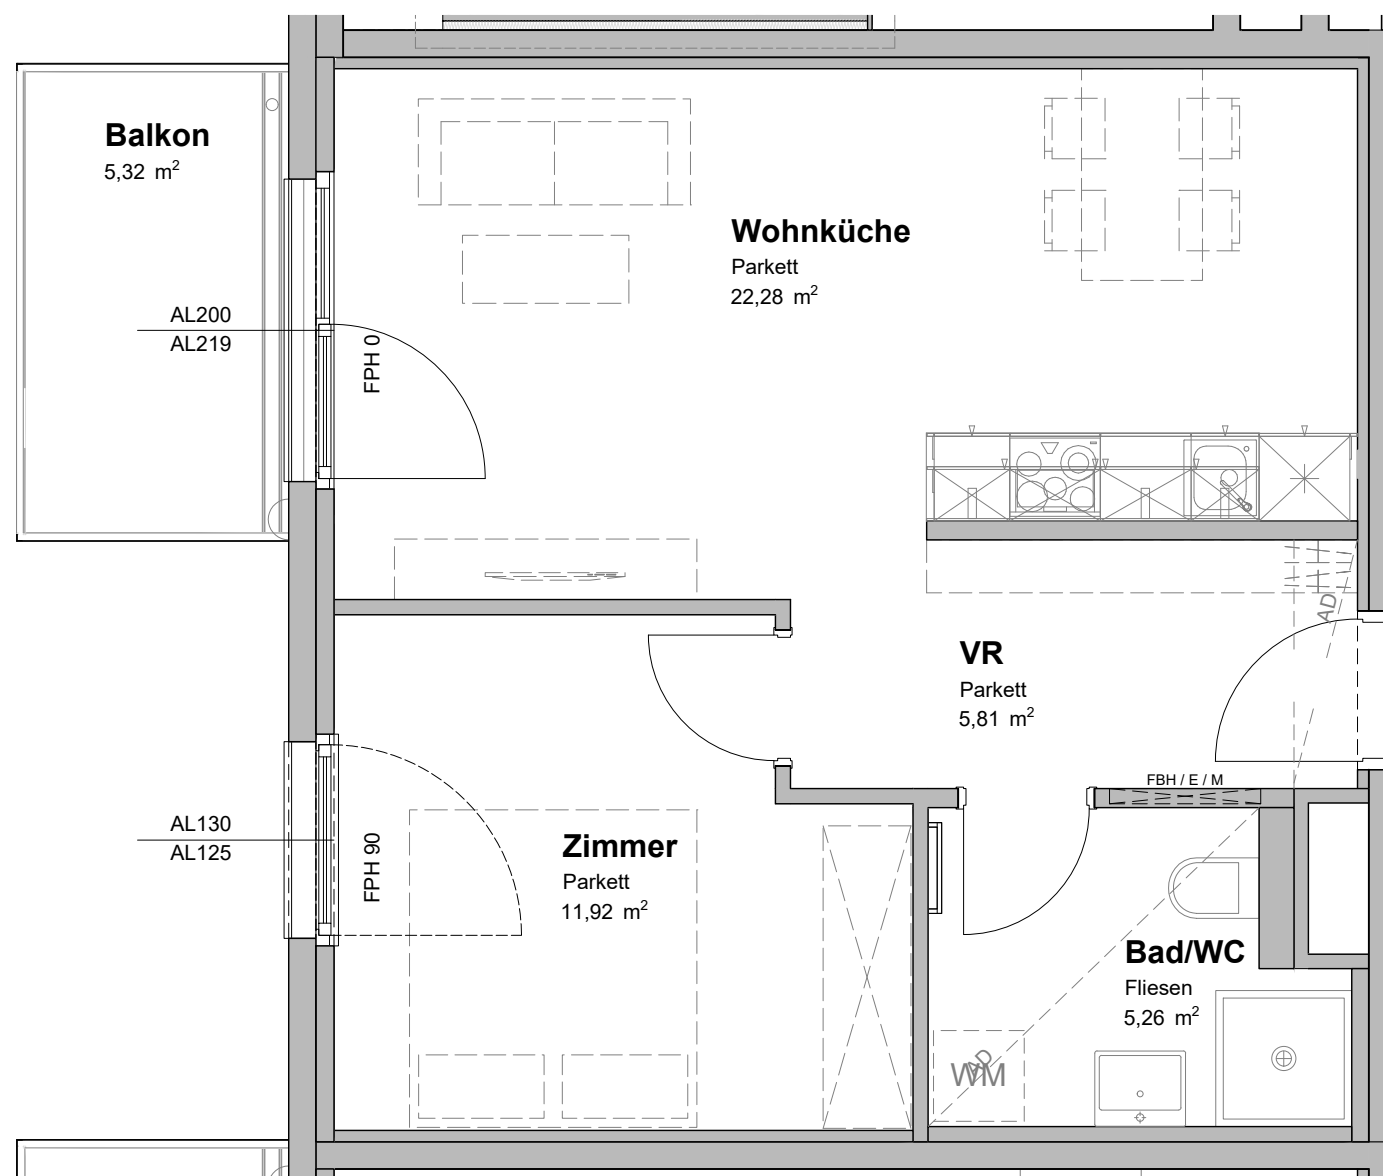 Balkon
5,32 m²
Wohnküche
Parkett
22,28 m²
AL200
AL219
FPH 0
AD
VR
Parkett
5,81 m²
FBH / E / M
AL130
AL125
FPH 90
Zimmer
Parkett
11,92 m²
Bad/WC
Fliesen
5,26 m²
AD
WM